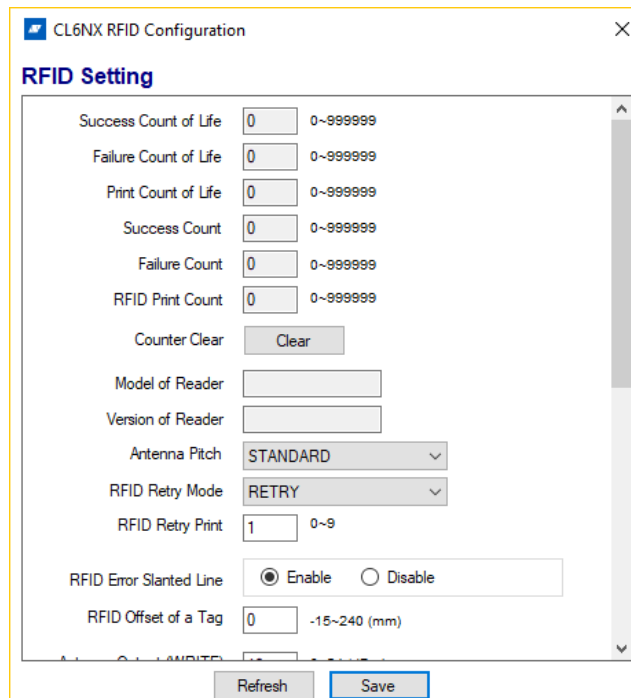 CL6NX RFID Configuration
RFID Setting
Success Count of Life 0 0~999999
Failure Count of Life 0 0~999999
Print Count of Life 0 0~999999
Success Count 0 0~999999
Failure Count 0 0~999999
RFID Print Count 0 0~999999
Counter Clear Clear
Model of Reader
Version of Reader
Antenna Pitch STANDARD
RFID Retry Mode RETRY
RFID Retry Print 1 0~9
RFID Error Slanted Line Enable Disable
RFID Offset of a Tag 0 -15~240 (mm)
Refresh Save